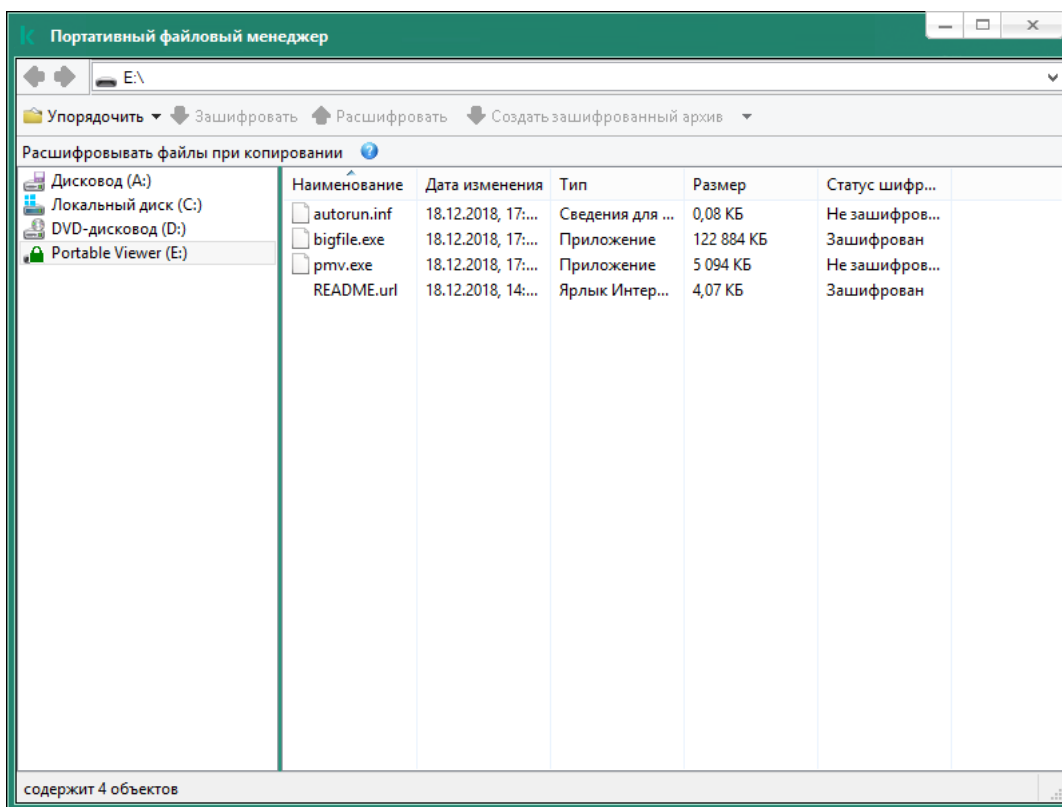 Портативный файловый менеджер
E:\
Упорядочить Зашифровать Расшифровать Создать зашифрованный архив
Расшифровывать файлы при копировании
Дисковод (A:)
Локальный диск (C:)
DVD-дисковод (D:)
Portable Viewer (E:)
Наименование Дата изменения Тип Размер Статус шифр...
autorun.inf 18.12.2018, 17:... Сведения для ... 0,08 КБ Не зашифров...
bigfile.exe 18.12.2018, 17:... Приложение 122 884 КБ Зашифрован
pmv.exe 18.12.2018, 17:... Приложение 5 094 КБ Не зашифров...
README.url 18.12.2018, 14:... Ярлык Интер... 4,07 КБ Зашифрован
содержит 4 объектов